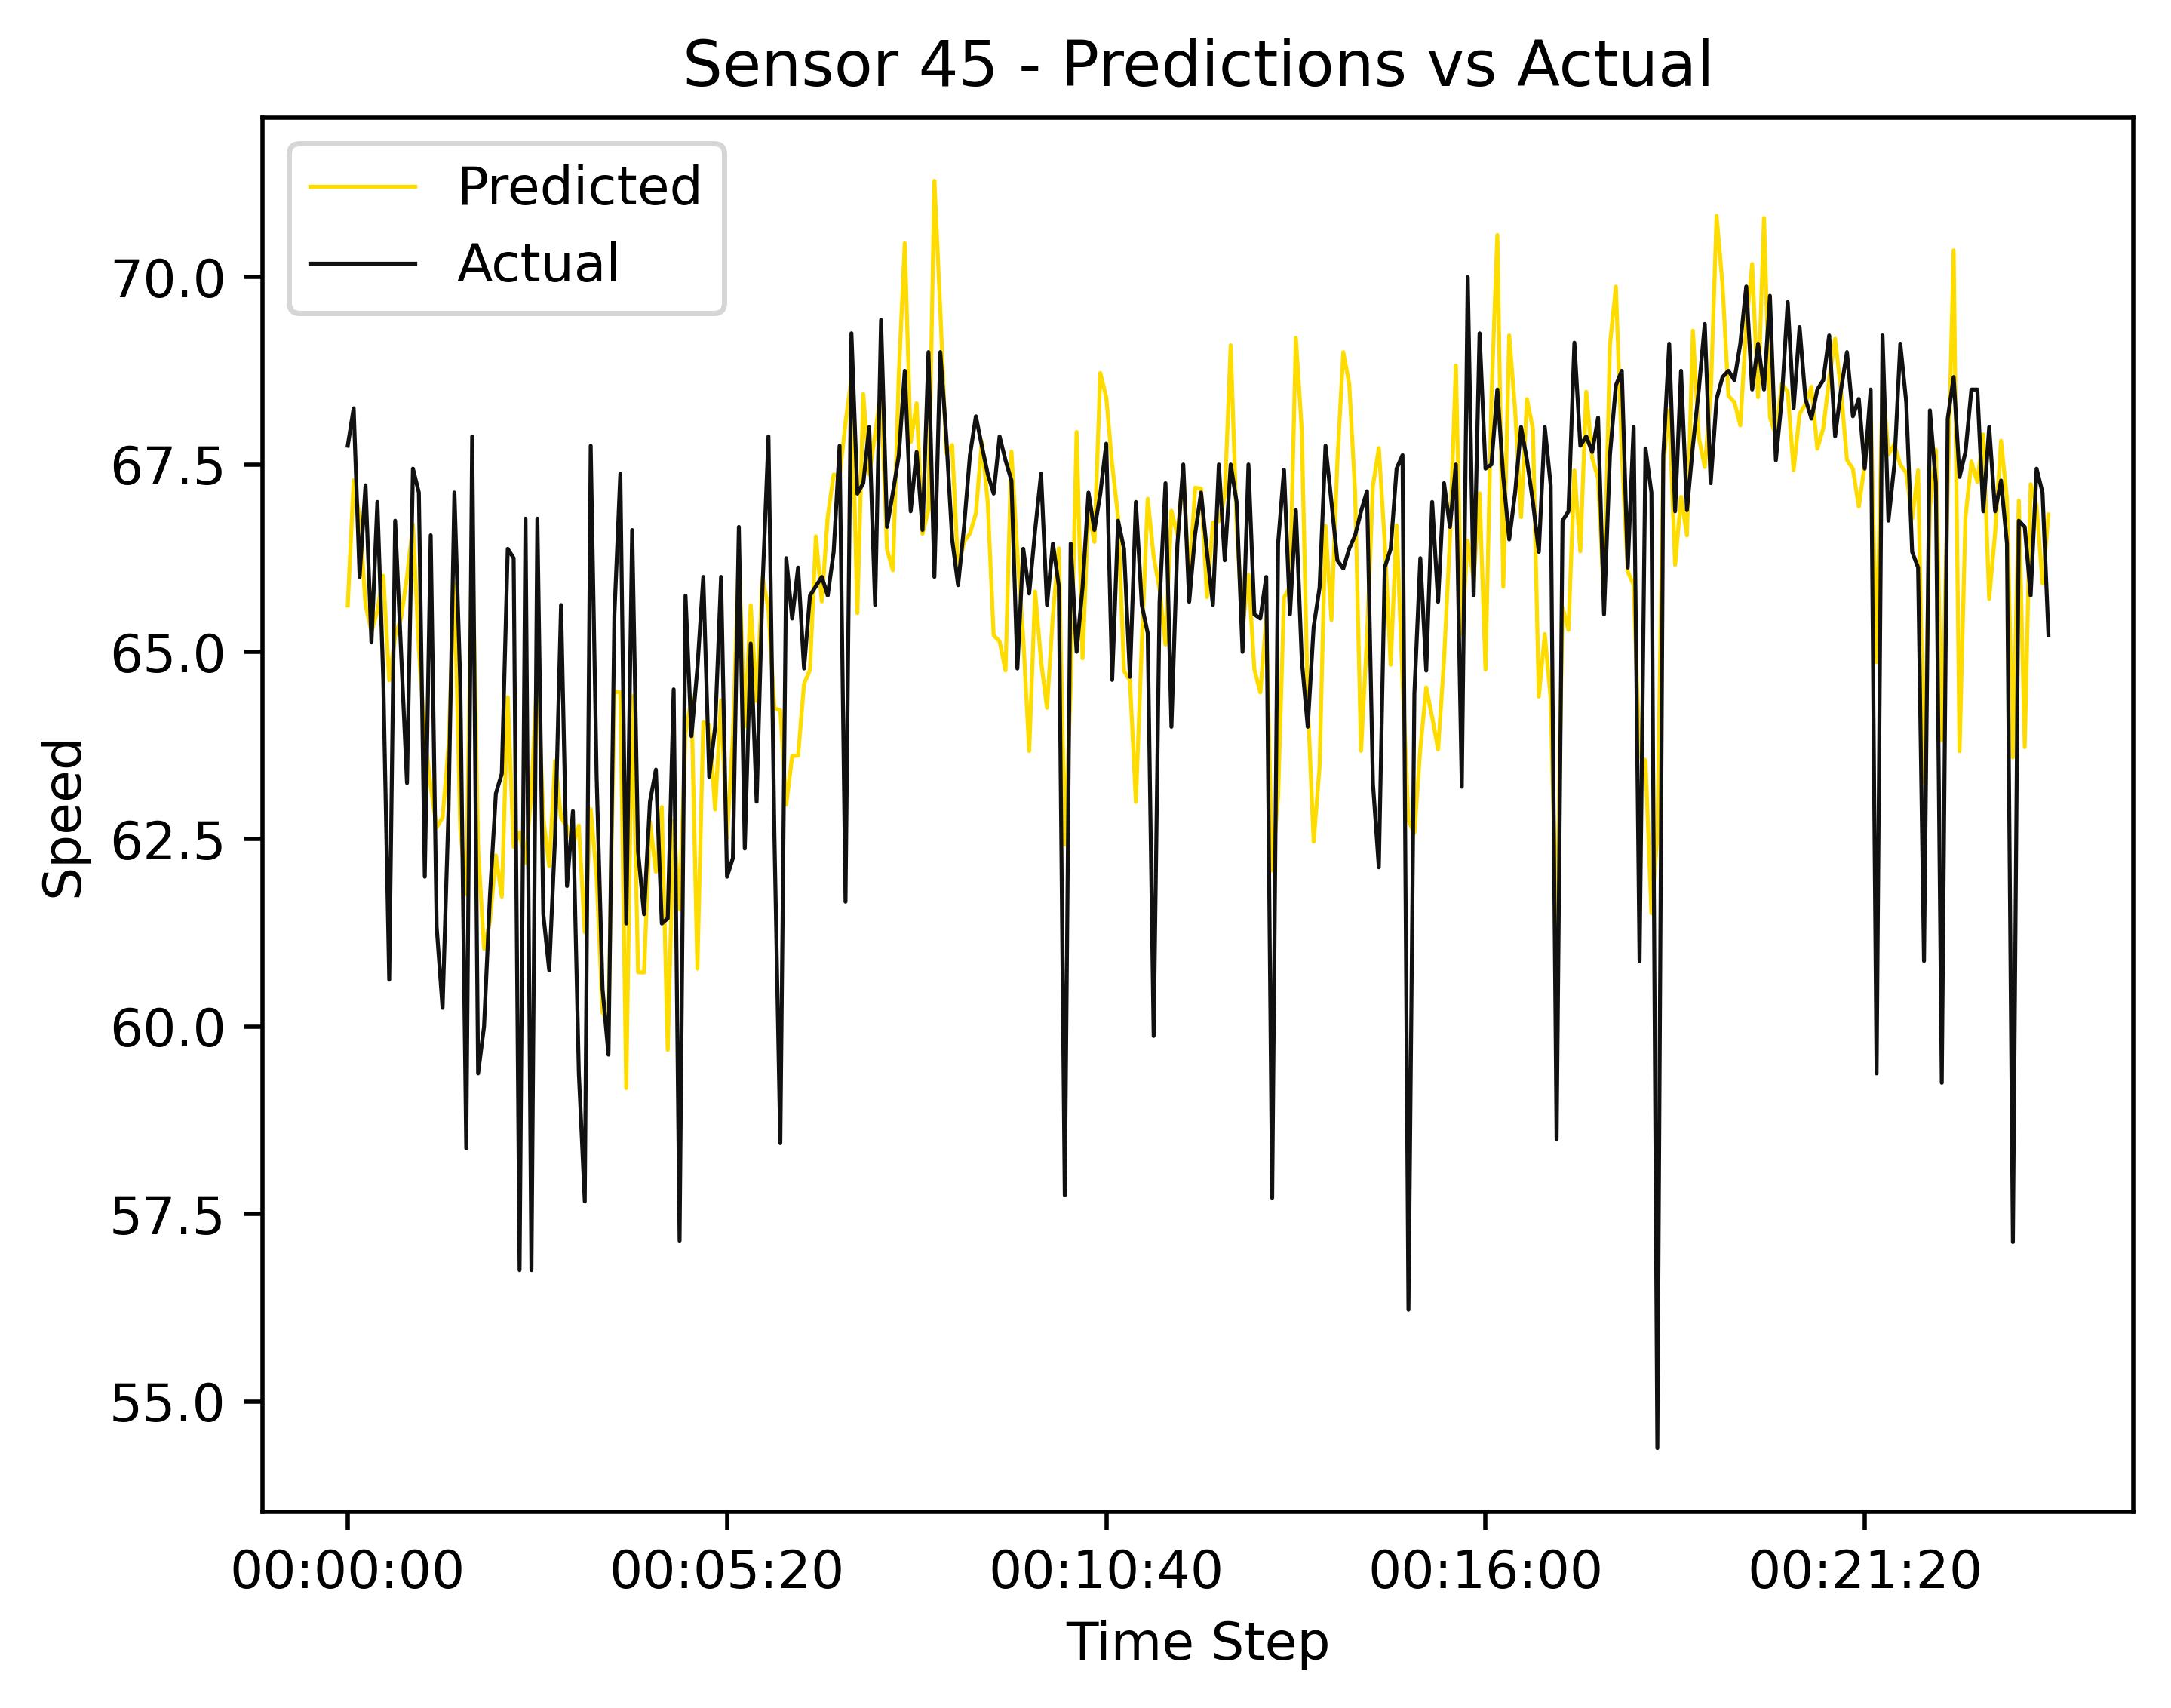 Sensor 45 - Predictions vs Actual
Predicted
Actual
70.0
67.5
65.0
62.5
60.0
57.5
55.0
Speed
00:00:00 00:05:20 00:10:40 00:16:00 00:21:20
Time Step